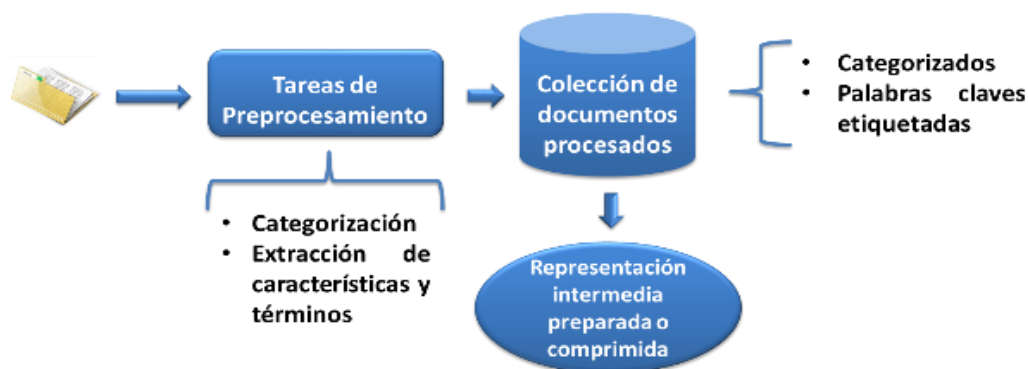 Tareas de
Preprocesamiento
Colección de
documentos
procesados
• Categorizados
• Palabras claves
etiquetadas
• Categorización
• Extracción de
características y
términos
Representación
intermedia
preparada o
comprimida